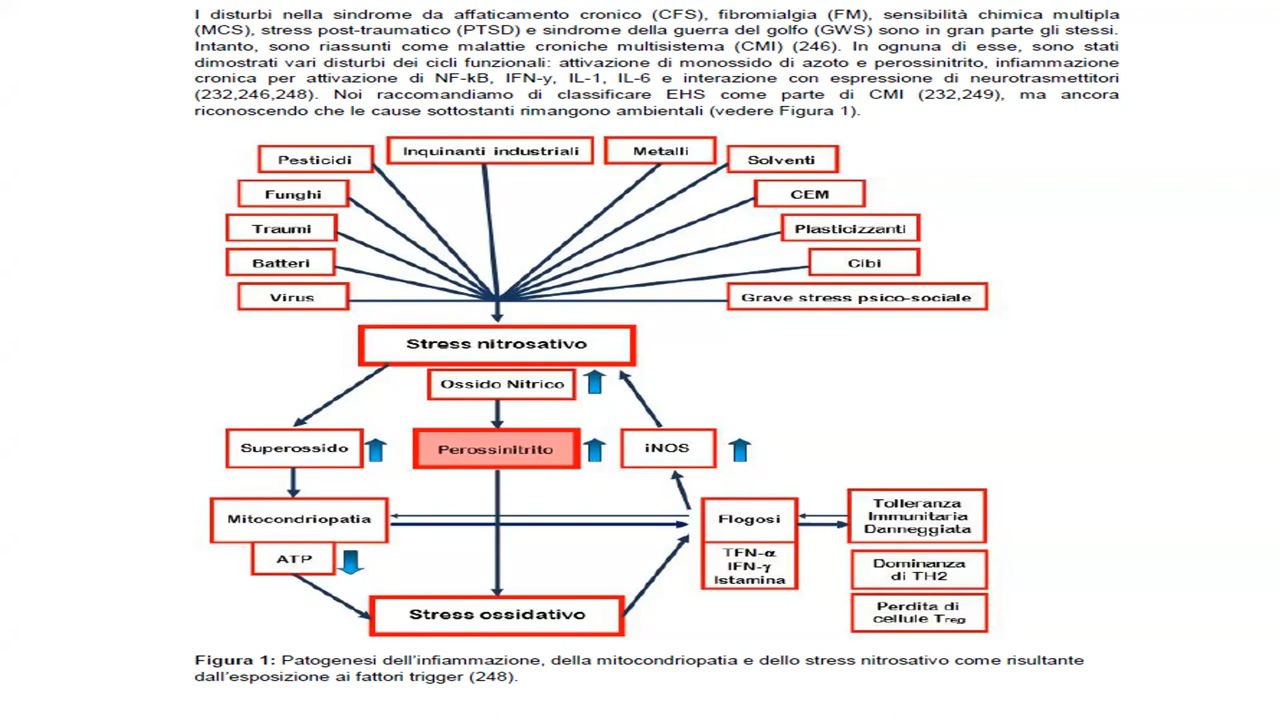 I disturbi nella sindrome da affaticamento cronico (CFS), fibromialgia (FM), sensibilità chimica multipla
(MCS), stress post-traumatico (PTSD) e sindrome della guerra del golfo (GWS) sono in gran parte gli stessi.
Intanto, sono riassunti come malattie croniche multisistema (CMI) (246). In ognuna di esse, sono stati
dimostrati vari disturbi dei cicli funzionali: attivazione di monossido di azoto e perossinitrito, infiammazione
cronica per attivazione di NF-kB, IFN-y, IL-1, IL-6 e interazione con espressione di neurotrasmettitori
(232,246,248). Noi raccomandiamo di classificare EHS come parte di CMI (232,249), ma ancora
riconoscendo che le cause sottostanti rimangono ambientali (vedere Figura 1).
Pesticidi
Inquinanti industriali
Metalli
Solventi
Funghi
CEM
Traumi
Plasticizzanti
Batteri
Cibi
Virus
Grave stress psico-sociale
Stress nitrosativo
Ossido Nitrico
Superossido
Perossinitrito
iNOS
Mitocondriopatia
Flogosi
Tolleranza
Immunitaria
Danneggiata
ATP
TFN-α
IFN-γ
Istamina
Dominanza
di TH2
Stress ossidativo
Perdita di
cellule Treg
Figura 1: Patogenesi dell'infiammazione, della mitocondriopatia e dello stress nitrosativo come risultante
dall'esposizione ai fattori trigger (248).